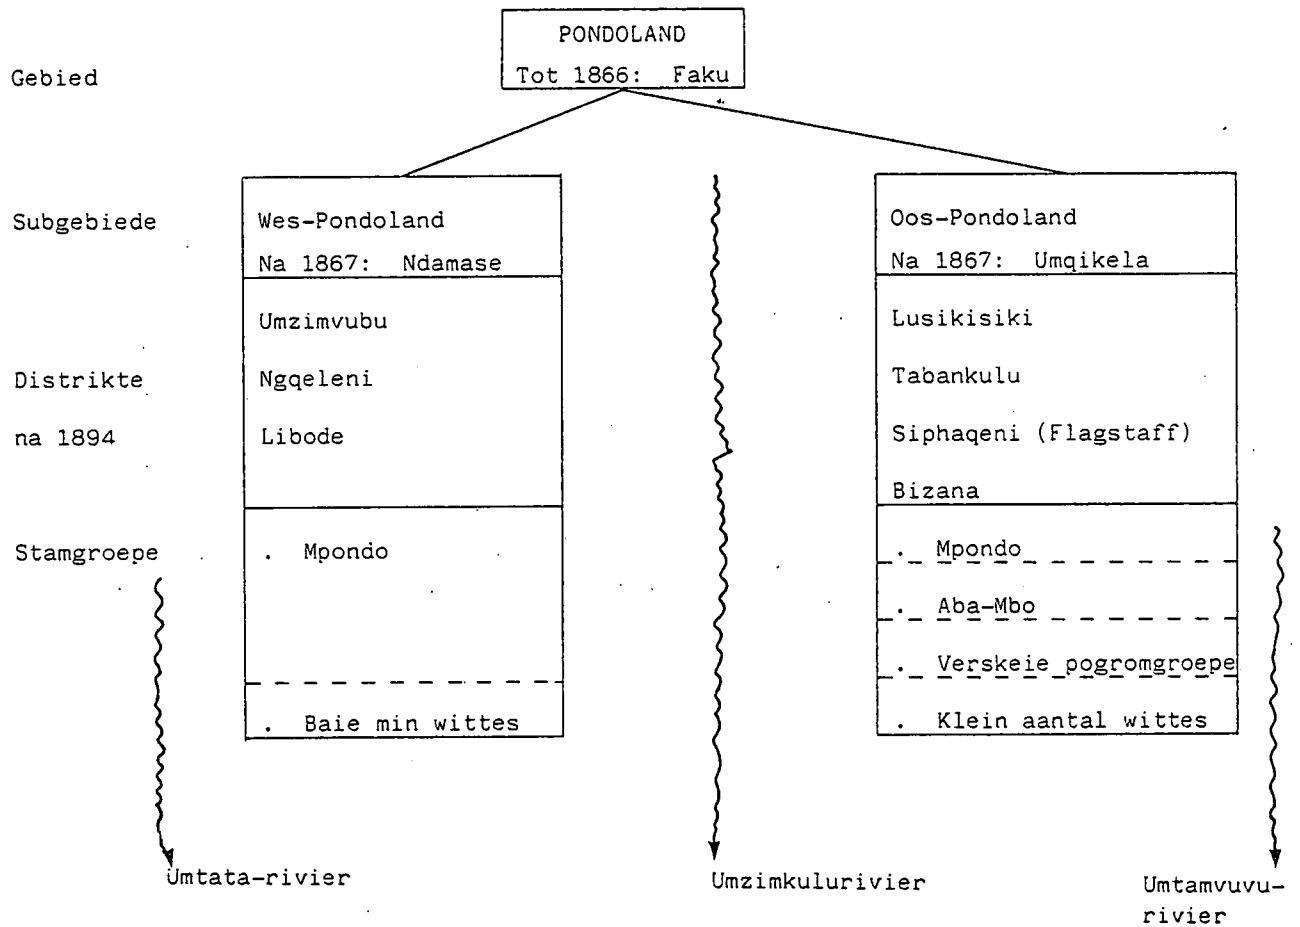 PONDOLAND
Gebied
Tot 1866: Faku
Subgebiede
Wes-Pondoland
Na 1867: Ndamase
Oos-Pondoland
Na 1867: Umqikela
Distrikte
na 1894
Umzimvubu
Ngqeleni
Libode
Lusikisiki
Tabankulu
Siphaqeni (Flagstaff)
Bizana
Stamgroepe
. Mpondo
. Baie min wittes
. Mpondo
. Aba-Mbo
. Verskeie pogromgroepe
. Klein aantal wittes
Umtata-rivier
Umzimkulurivier
Umtamvuvu-
rivier